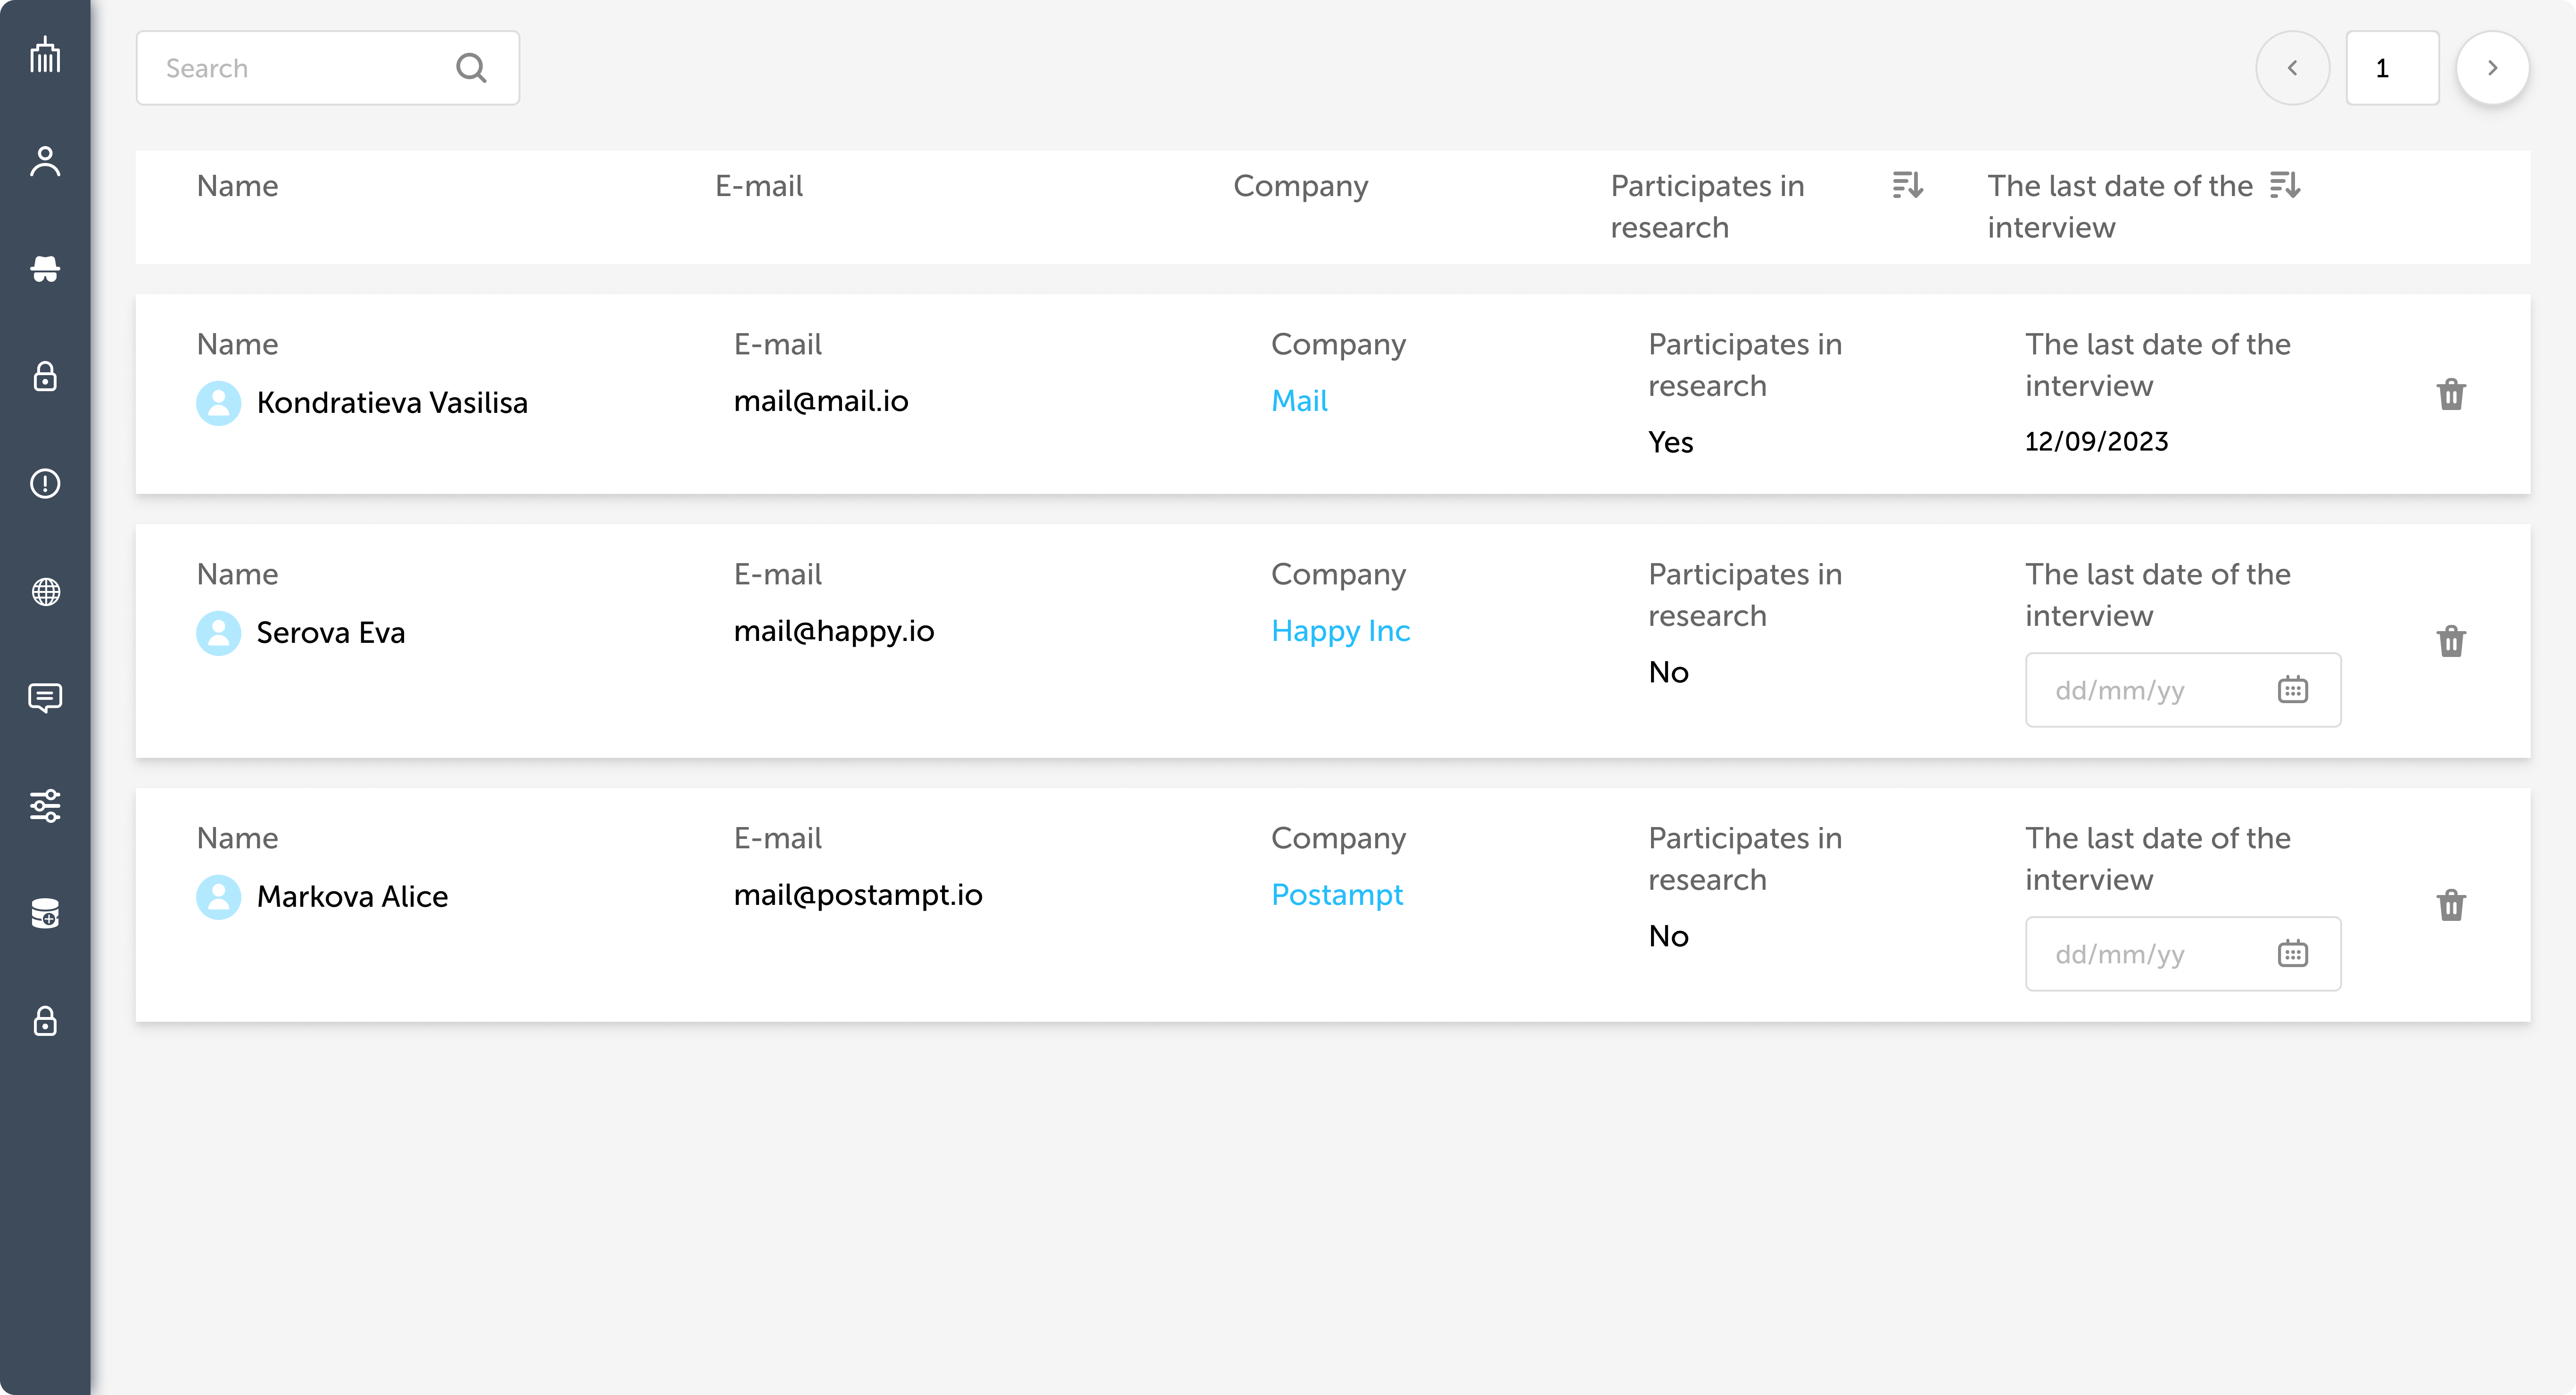 Search
1
Name
E-mail
Company
Participates in
research
The last date of the
interview
Name
Kondratieva Vasilisa
E-mail
mail@mail.io
Company
Mail
Participates in
research
Yes
The last date of the
interview
12/09/2023
Name
Serova Eva
E-mail
mail@happy.io
Company
Happy Inc
Participates in
research
No
The last date of the
interview
dd/mm/yy
Name
Markova Alice
E-mail
mail@postampt.io
Company
Postampt
Participates in
research
No
The last date of the
interview
dd/mm/yy